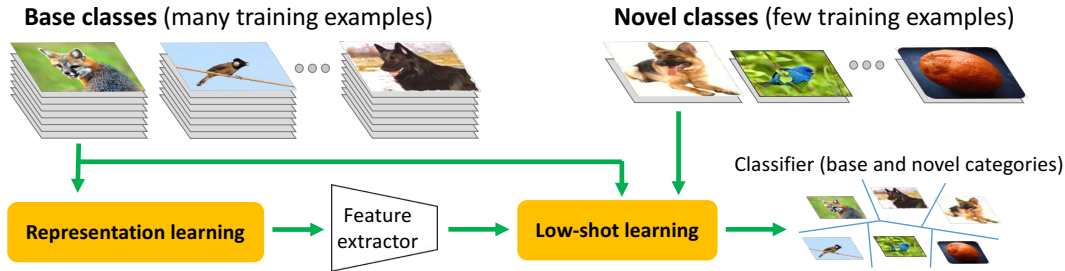 Base classes (many training examples)
Novel classes (few training examples)
Classifier (base and novel categories)
Representation learning
Feature
extractor
Low-shot learning